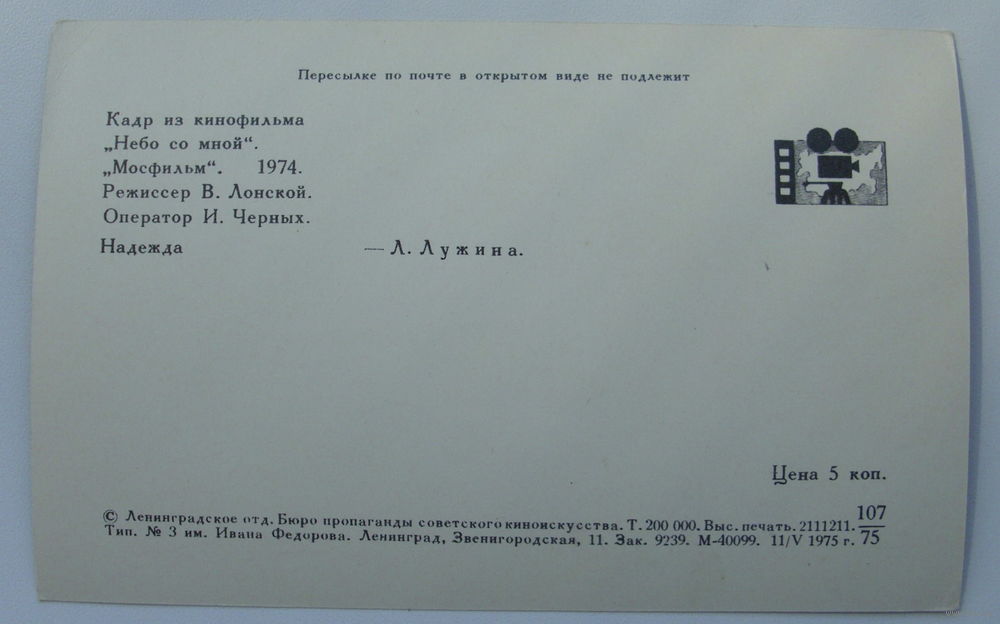 Пересылке по почте в открытом виде не подлежит
Кадр из кинофильма
„Небо со мной“.
„Мосфильм“. 1974.
Режиссер В. Лонской.
Оператор И. Черных.
Надежда — Л. Лужина.
Цена 5 коп.
© Ленинградское отд. Бюро пропаганды советского киноискусства. Т. 200 000. Выс. печать. 2111211. 107
Тип. № 3 им. Ивана Федорова. Ленинград, Звенигородская, 11. Зак. 9239. М-40099. 11/V 1975 г. 75